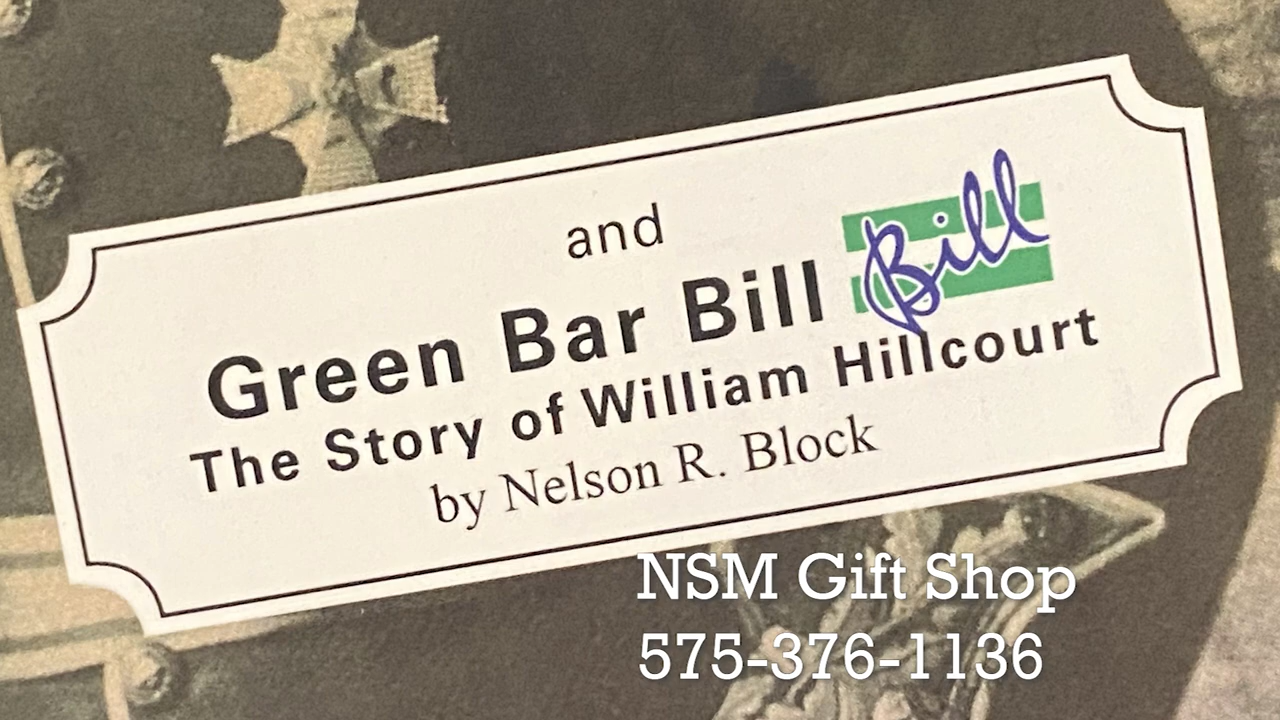 and
Green Bar Bill Bill
The Story of William Hillcourt
by Nelson R. Block
NSM Gift Shop
575-376-1136